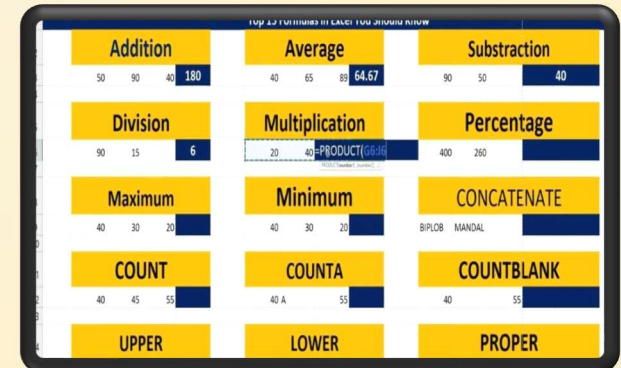 Top 15 Formulas in Excel You Should Know
Addition Average Substraction
50 90 40 180 40 65 89 64.67 90 50 40
Division Multiplication Percentage
90 15 6 20 40 =PRODUCT(G6:J6 400 260
Maximum Minimum CONCATENATE
40 30 20 40 30 20 BIPLOB MANDAL
COUNT COUNTA COUNTBLANK
40 45 55 40 A 55 40 55
UPPER LOWER PROPER